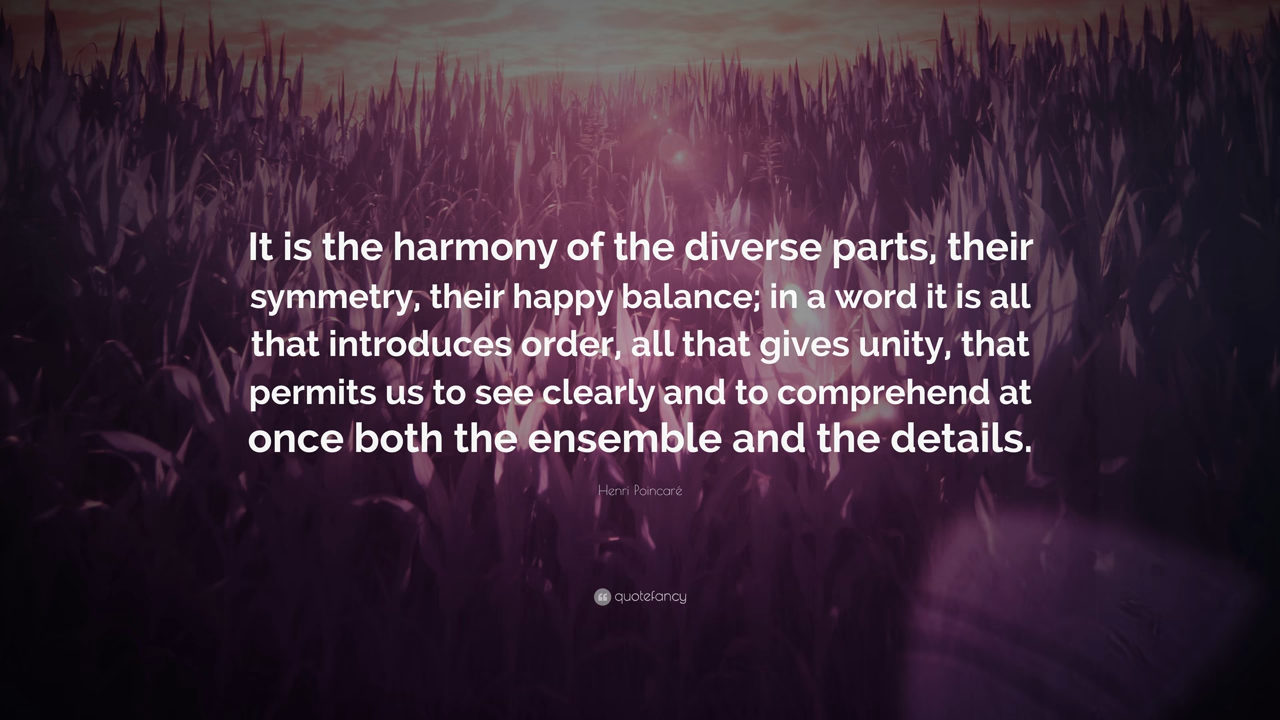 It is the harmony of the diverse parts, their
symmetry, their happy balance; in a word it is all
that introduces order, all that gives unity, that
permits us to see clearly and to comprehend at
once both the ensemble and the details.
Henri Poincaré
quotefancy